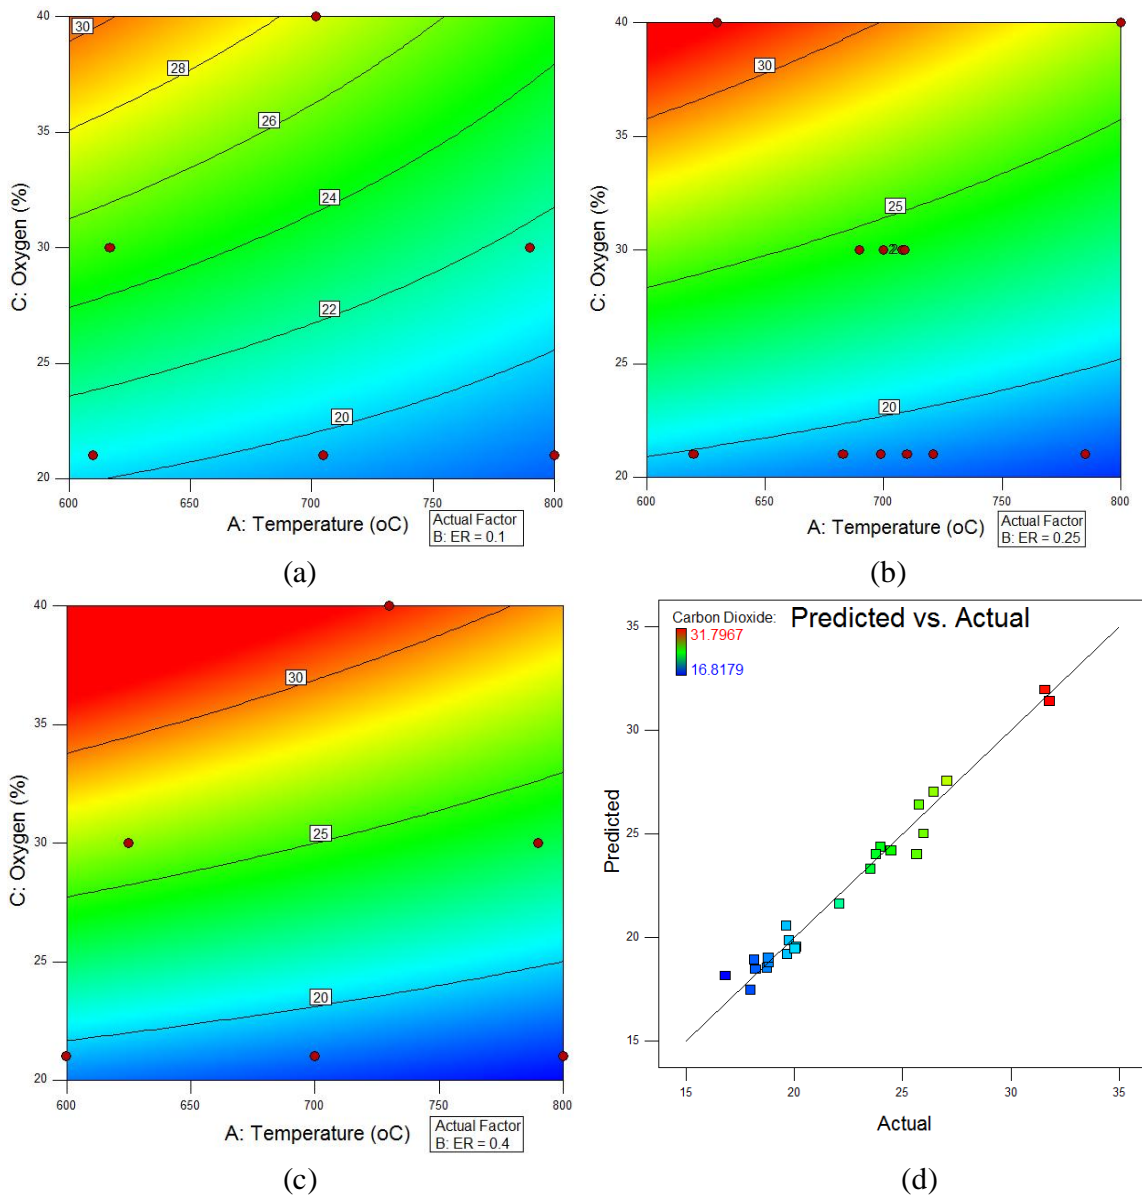 40
35
30
25
20
30
28
26
24
22
20
C: Oxygen (%)
600
650
700
750
800
A: Temperature (oC)
Actual Factor
B: ER = 0.1
(a)
40
35
30
25
20
30
25
20
C: Oxygen (%)
600
650
700
750
800
A: Temperature (oC)
Actual Factor
B: ER = 0.25
(b)
40
35
30
25
20
30
25
20
C: Oxygen (%)
600
650
700
750
800
A: Temperature (oC)
Actual Factor
B: ER = 0.4
(c)
Predicted vs. Actual
Carbon Dioxide:
31.7967
16.8179
35
30
25
20
15
Predicted
15
20
25
30
35
Actual
(d)